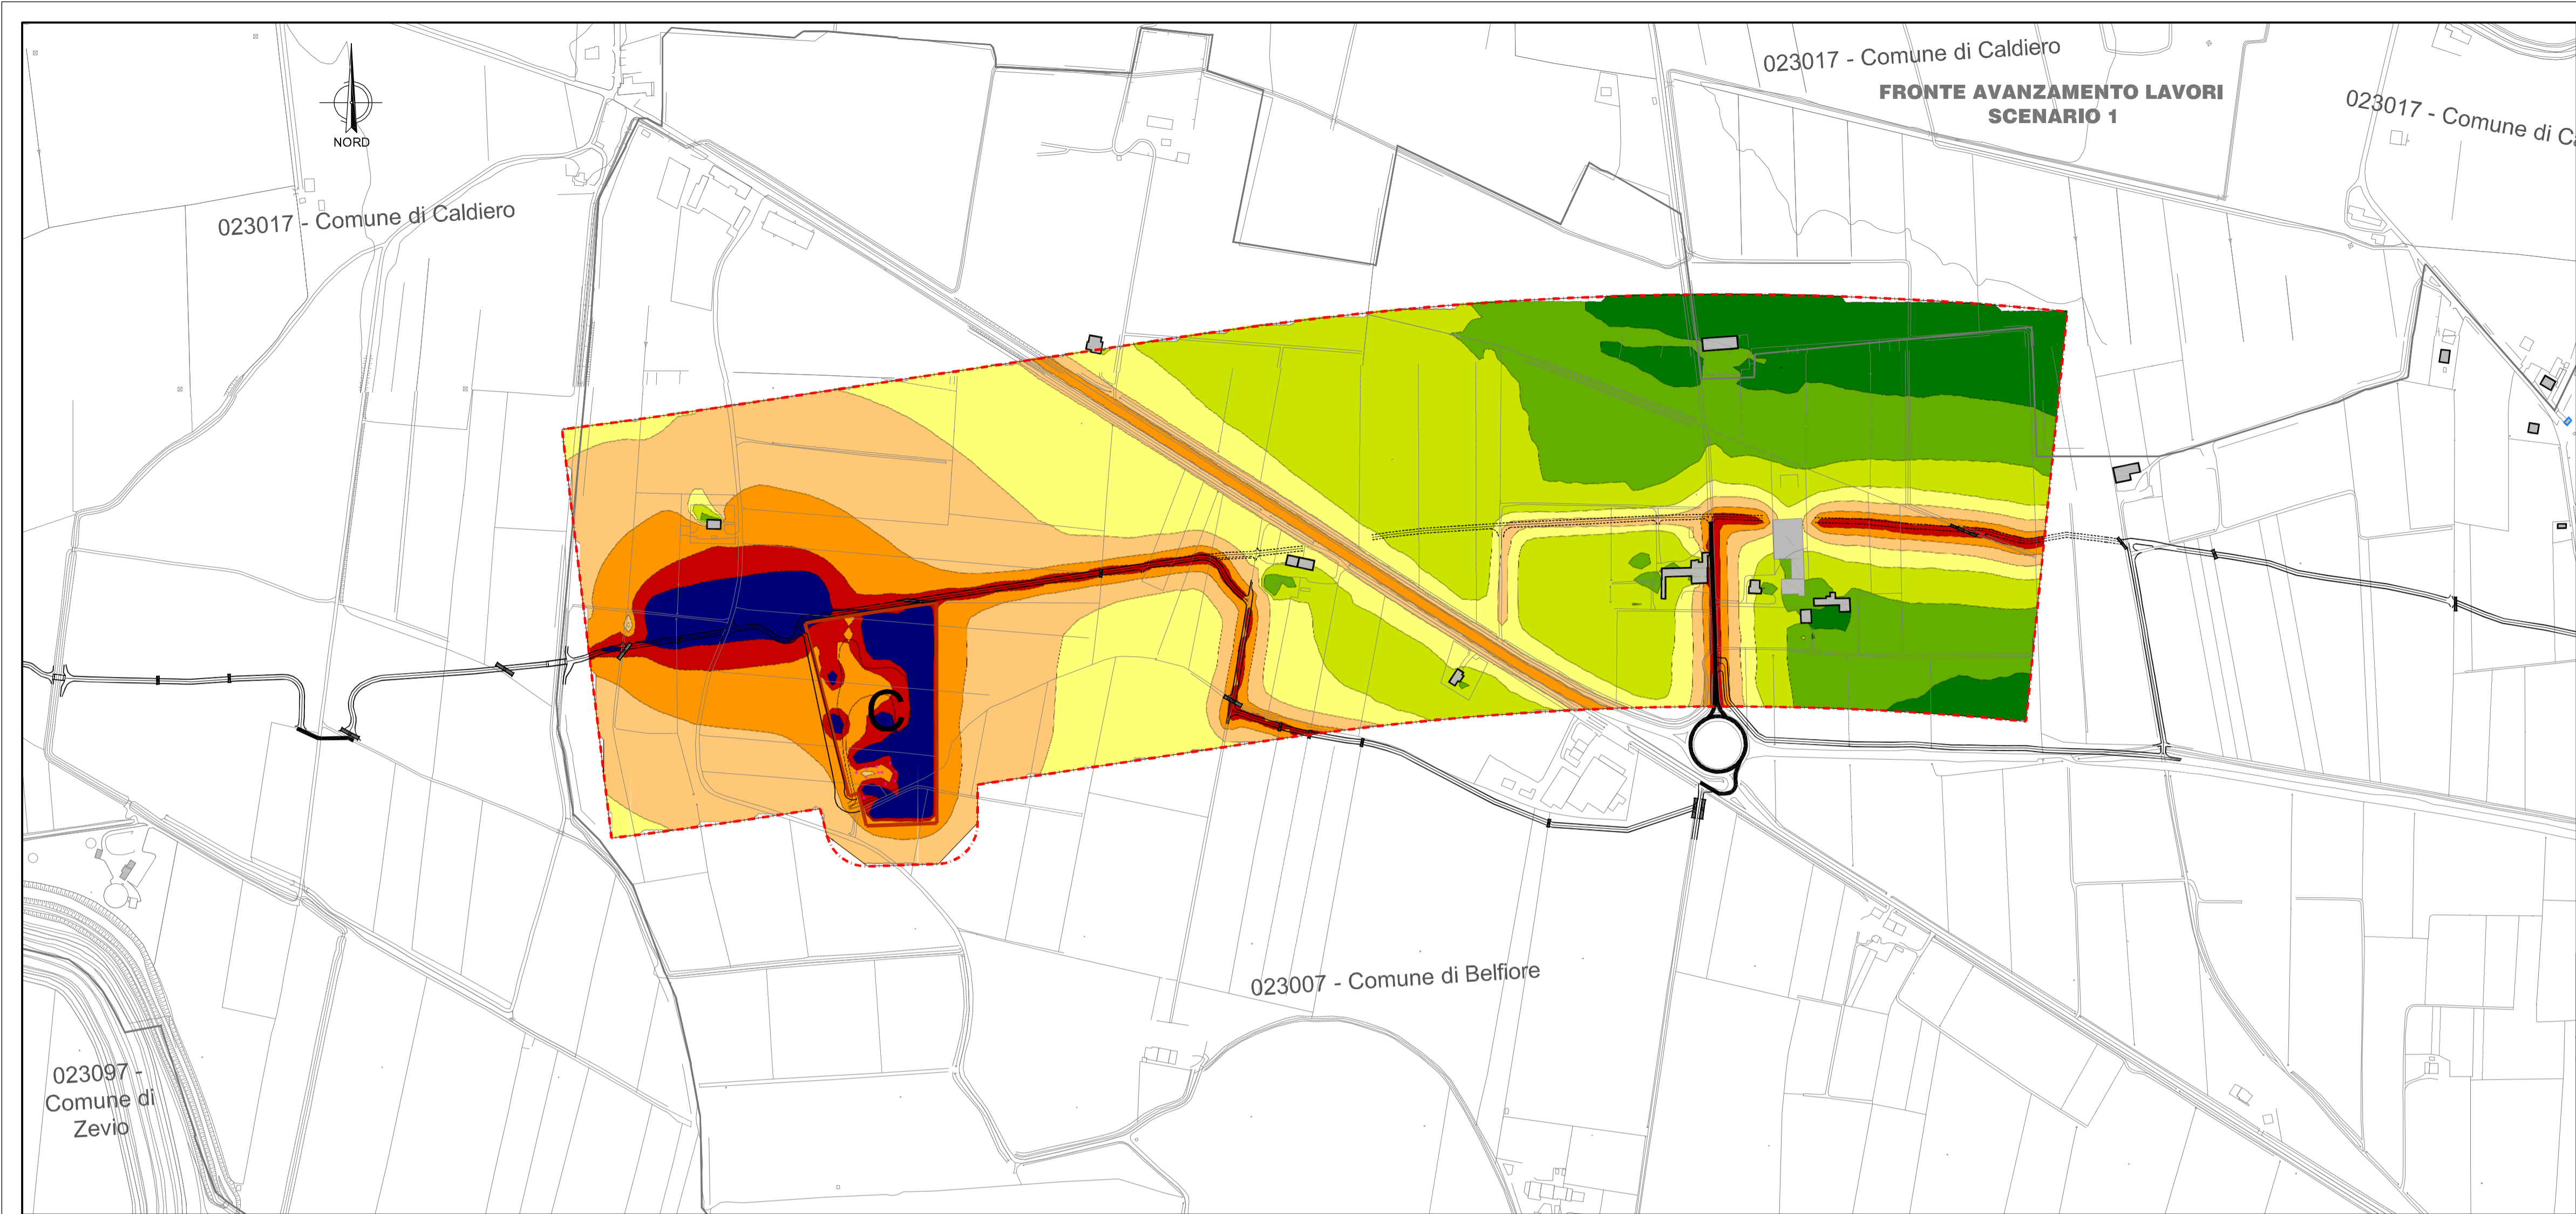 023017 - Comune di Caldiero
FRONTE AVANZAMENTO LAVORI
SCENARIO 1
023017 - Comune di Ca
NORD
023017 - Comune di Caldiero
C
023007 - Comune di Belfiore
023097 -
Comune di
Zevio